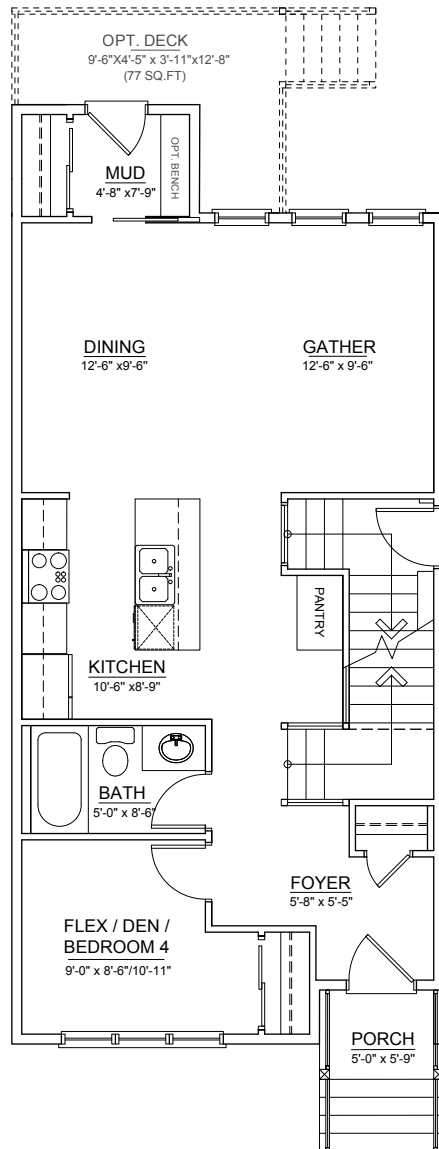 OPT. DECK
9'-6"X4'-5" x 3'-11"x12'-8"
(77 SQ.FT)
MUD
4'-8" x7'-9"
OPT. BENCH
DINING
12'-6" x9'-6"
GATHER
12'-6" x 9'-6"
PANTRY
KITCHEN
10'-6" x8'-9"
BATH
5'-0" x 8'-6"
FOYER
5'-8" x 5'-5"
FLEX / DEN /
BEDROOM 4
9'-0" x 8'-6"/10'-11"
PORCH
5'-0" x 5'-9"